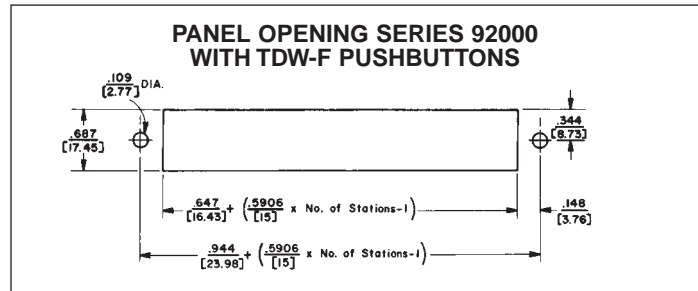 PANEL OPENING SERIES 92000
WITH TDW-F PUSHBUTTONS
.109
[2.77] DIA.
.687
[17.45]
.344
[8.73]
.647
[16.43] + (.5906
[15] x No. of Stations-1)
.148
[3.76]
.944
[23.98] + (.5906
[15] x No. of Stations-1)